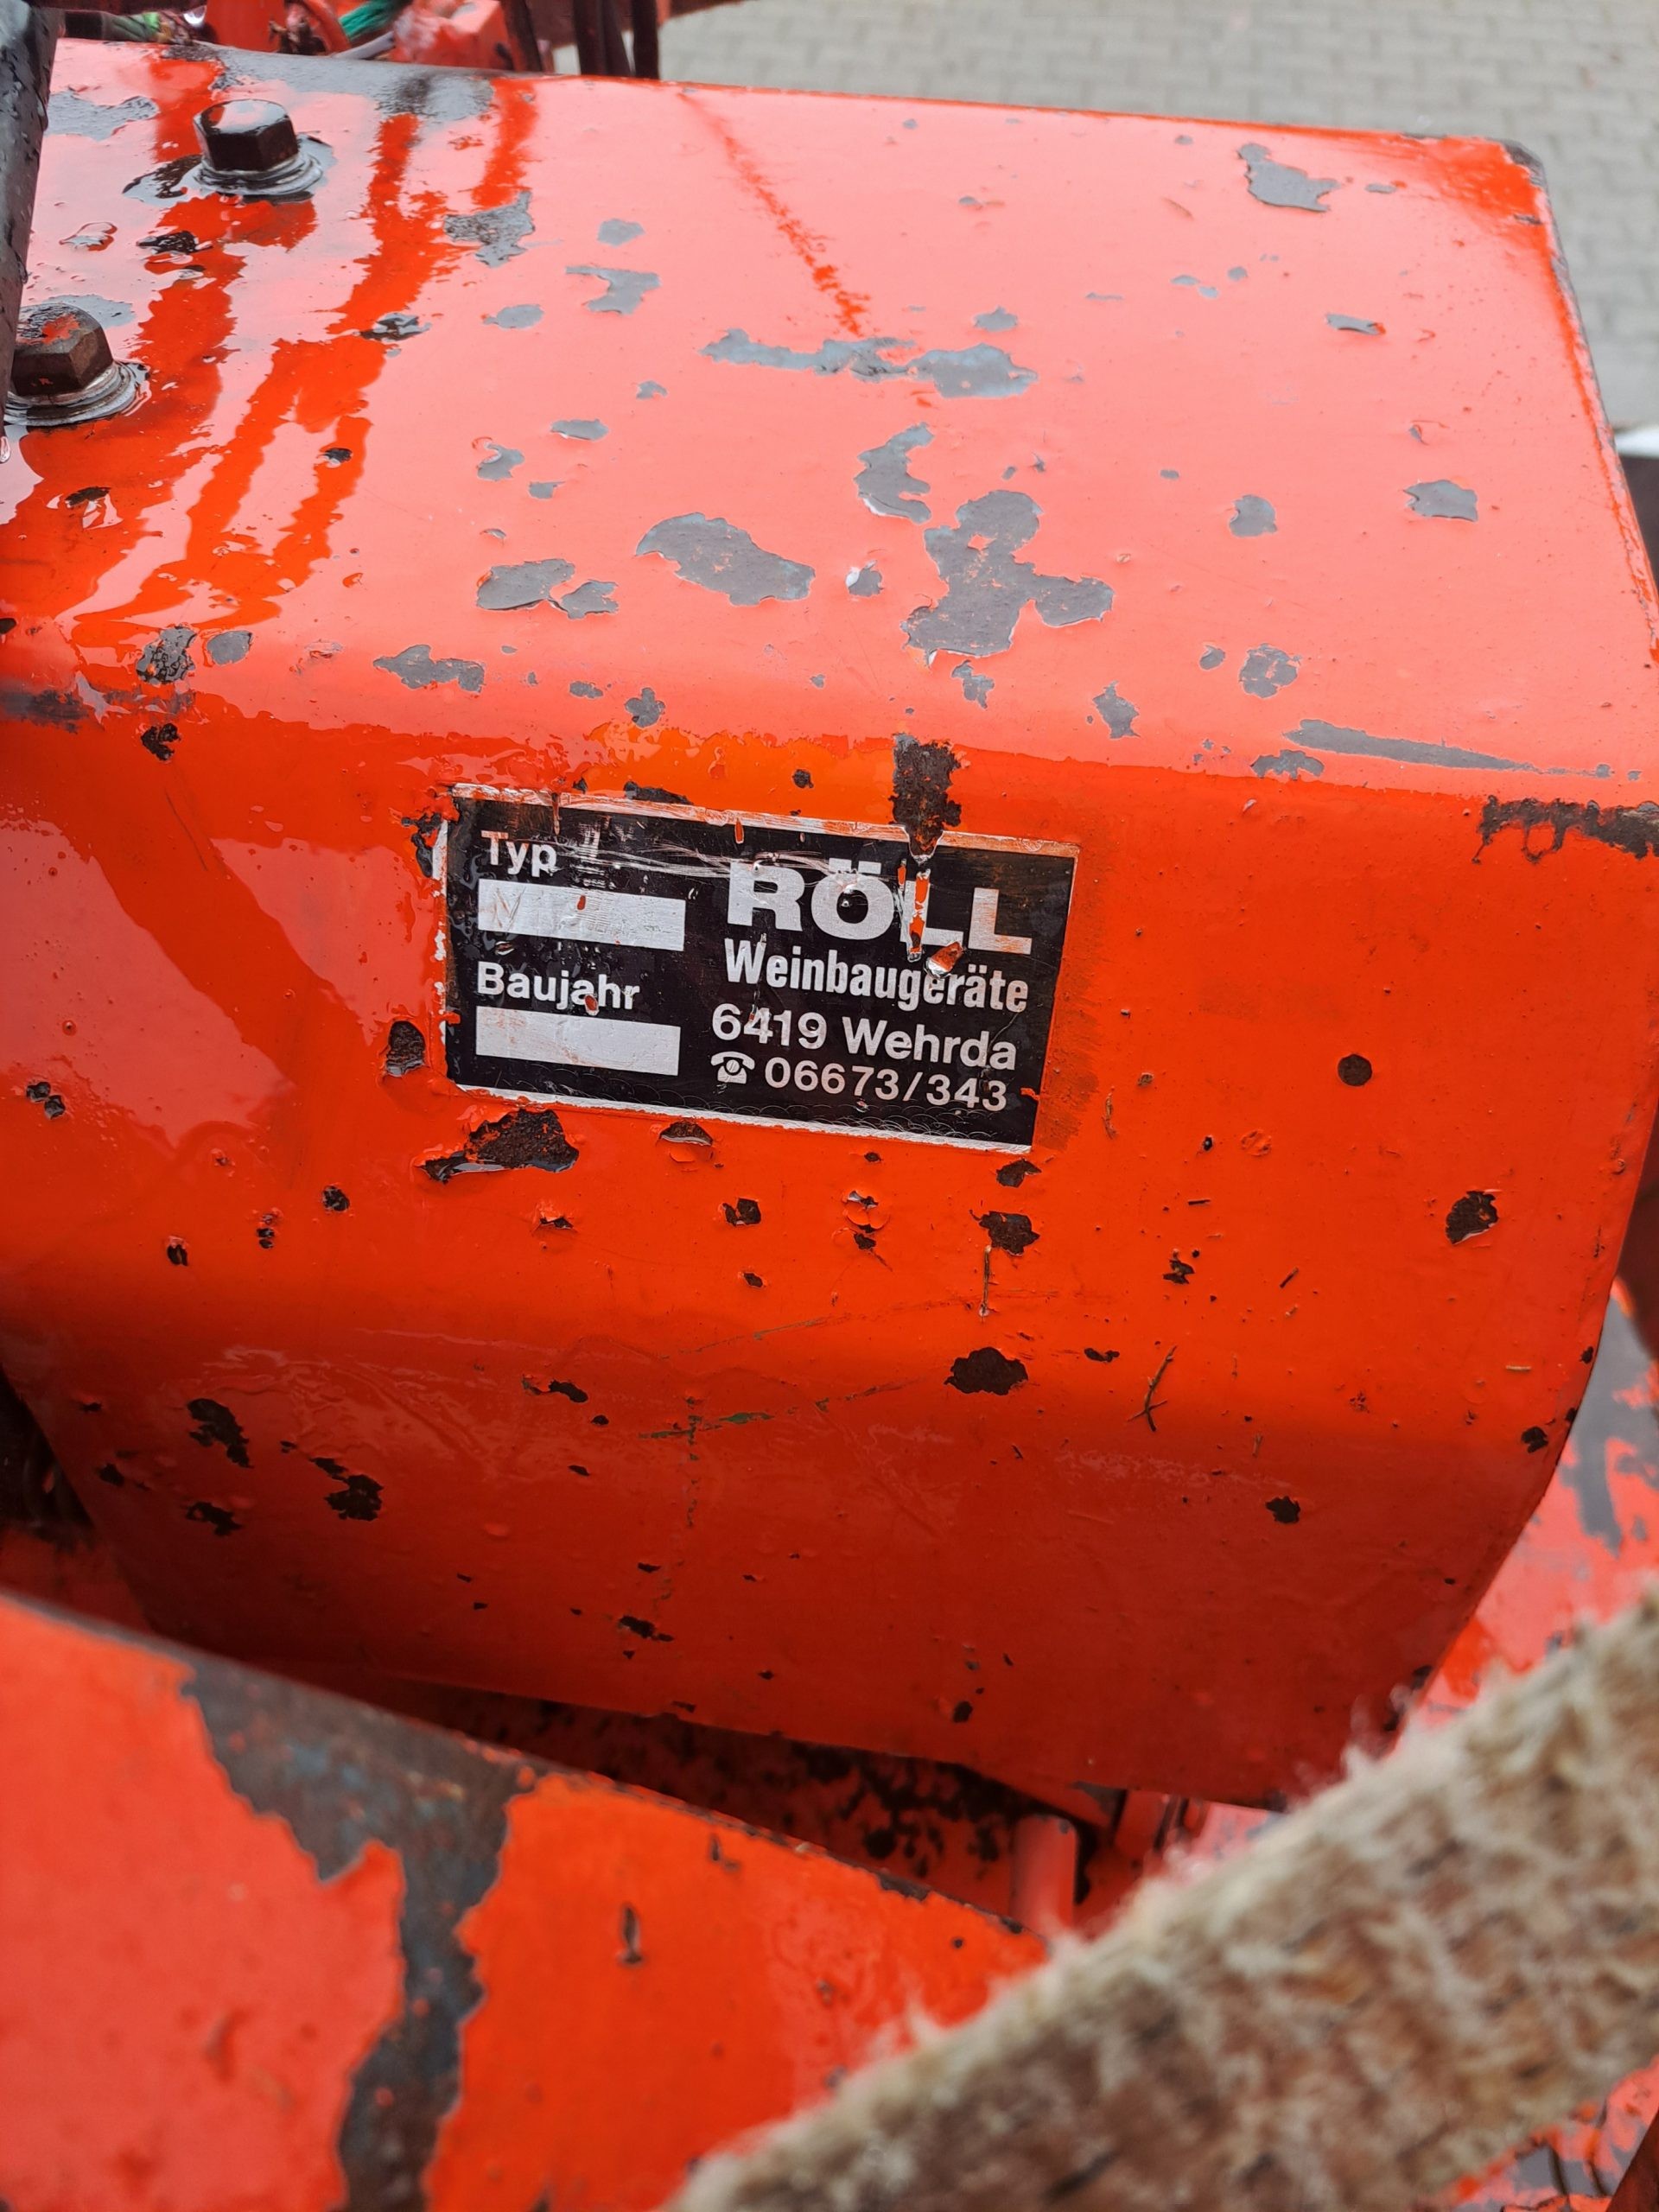 Typ
Baujahr
RÖLL
Weinbaugeräte
6419 Wehrda
☎ 06673/343